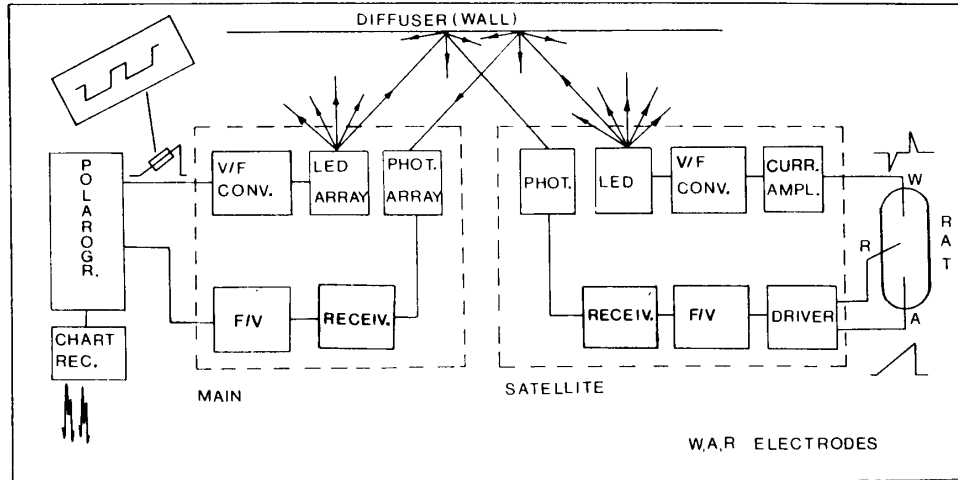 DIFFUSER (WALL)
POLAROGR.
CHART
REC.
V/F
CONV.
LED
ARRAY
PHOT.
ARRAY
F/V
RECEIV.
MAIN
PHOT.
LED
V/F
CONV.
CURR.
AMPL.
RECEIV.
F/V
DRIVER
SATELLITE
W
R
A
RAT
W,A,R ELECTRODES